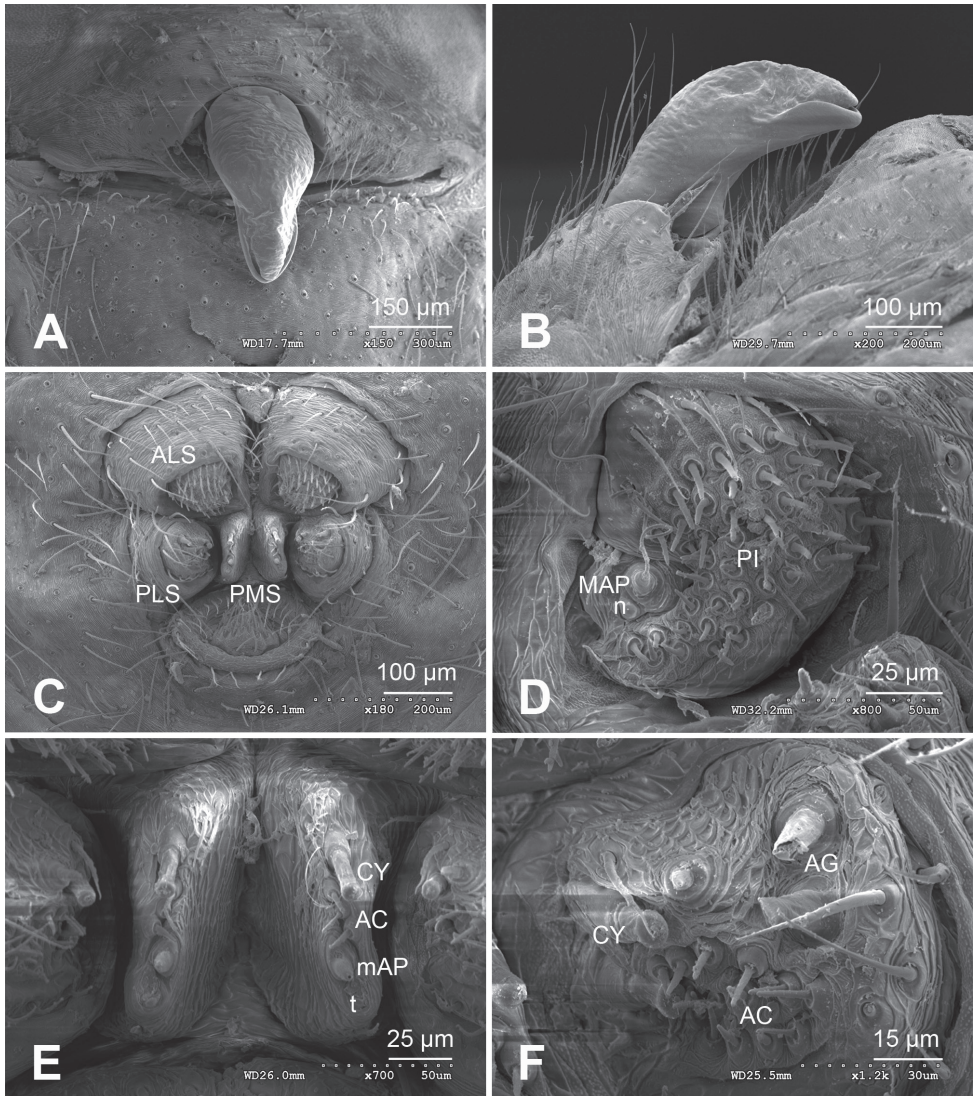 150 µm
A
WD17.7mm x150 300um
100 µm
B
WD29.7mm x200 200um
ALS
PLS
PMS
100 µm
C
WD26.1mm x180 200um
PI
MAP
n
25 µm
D
WD32.2mm x800 50um
CY
AC
mAP
t
25 µm
E
WD26.0mm x700 50um
AG
CY
AC
15 µm
F
WD25.5mm x1.2k 30um